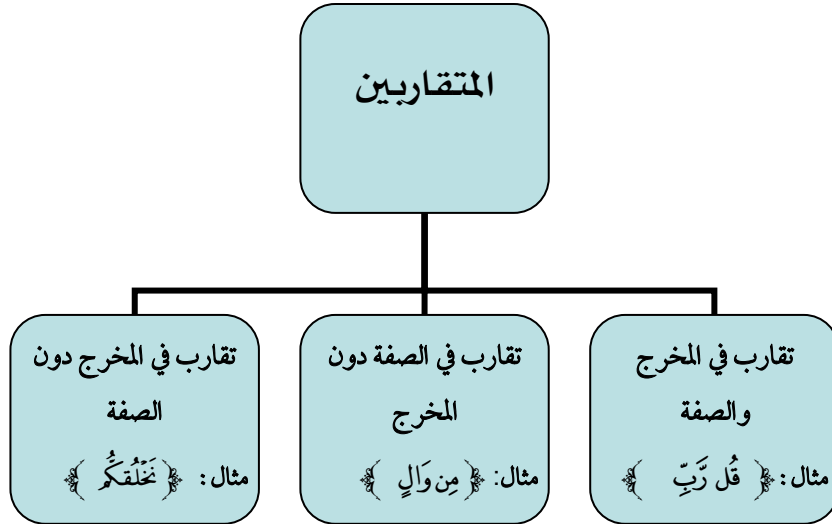 المتقاربين
تقارب في المخرج
والصفة
مثال: ﴿ قُل رَّبِّ ﴾
تقارب في الصفة دون
المخرج
مثال: ﴿ مِن وَالٍ ﴾
تقارب في المخرج دون
الصفة
مثال: ﴿ نَخْلُقكُّمْ ﴾